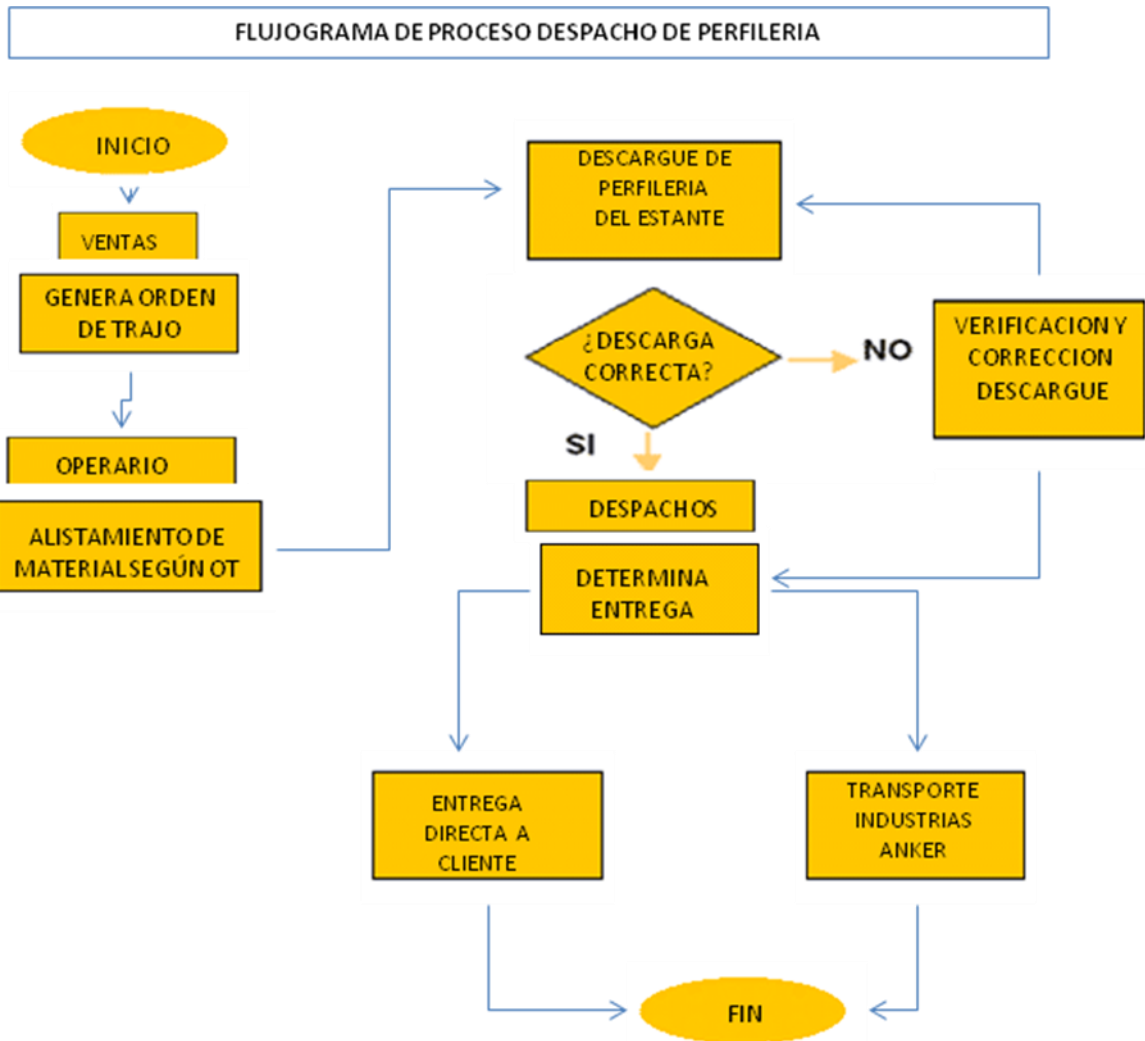 FLUJOGRAMA DE PROCESO DESPACHO DE PERFILERIA
INICIO
VENTAS
GENERA ORDEN
DE TRAJO
OPERARIO
ALISTAMIENTO DE
MATERIAL SEGÚN OT
DESCARGUE DE
PERFILERIA
DEL ESTANTE
¿DESCARGA
CORRECTA?
NO
VERIFICACION Y
CORRECCION
DESCARGUE
SI
DESPACHOS
DETERMINA
ENTREGA
ENTREGA
DIRECTA A
CLIENTE
TRANSPORTE
INDUSTRIAS
ANKER
FIN